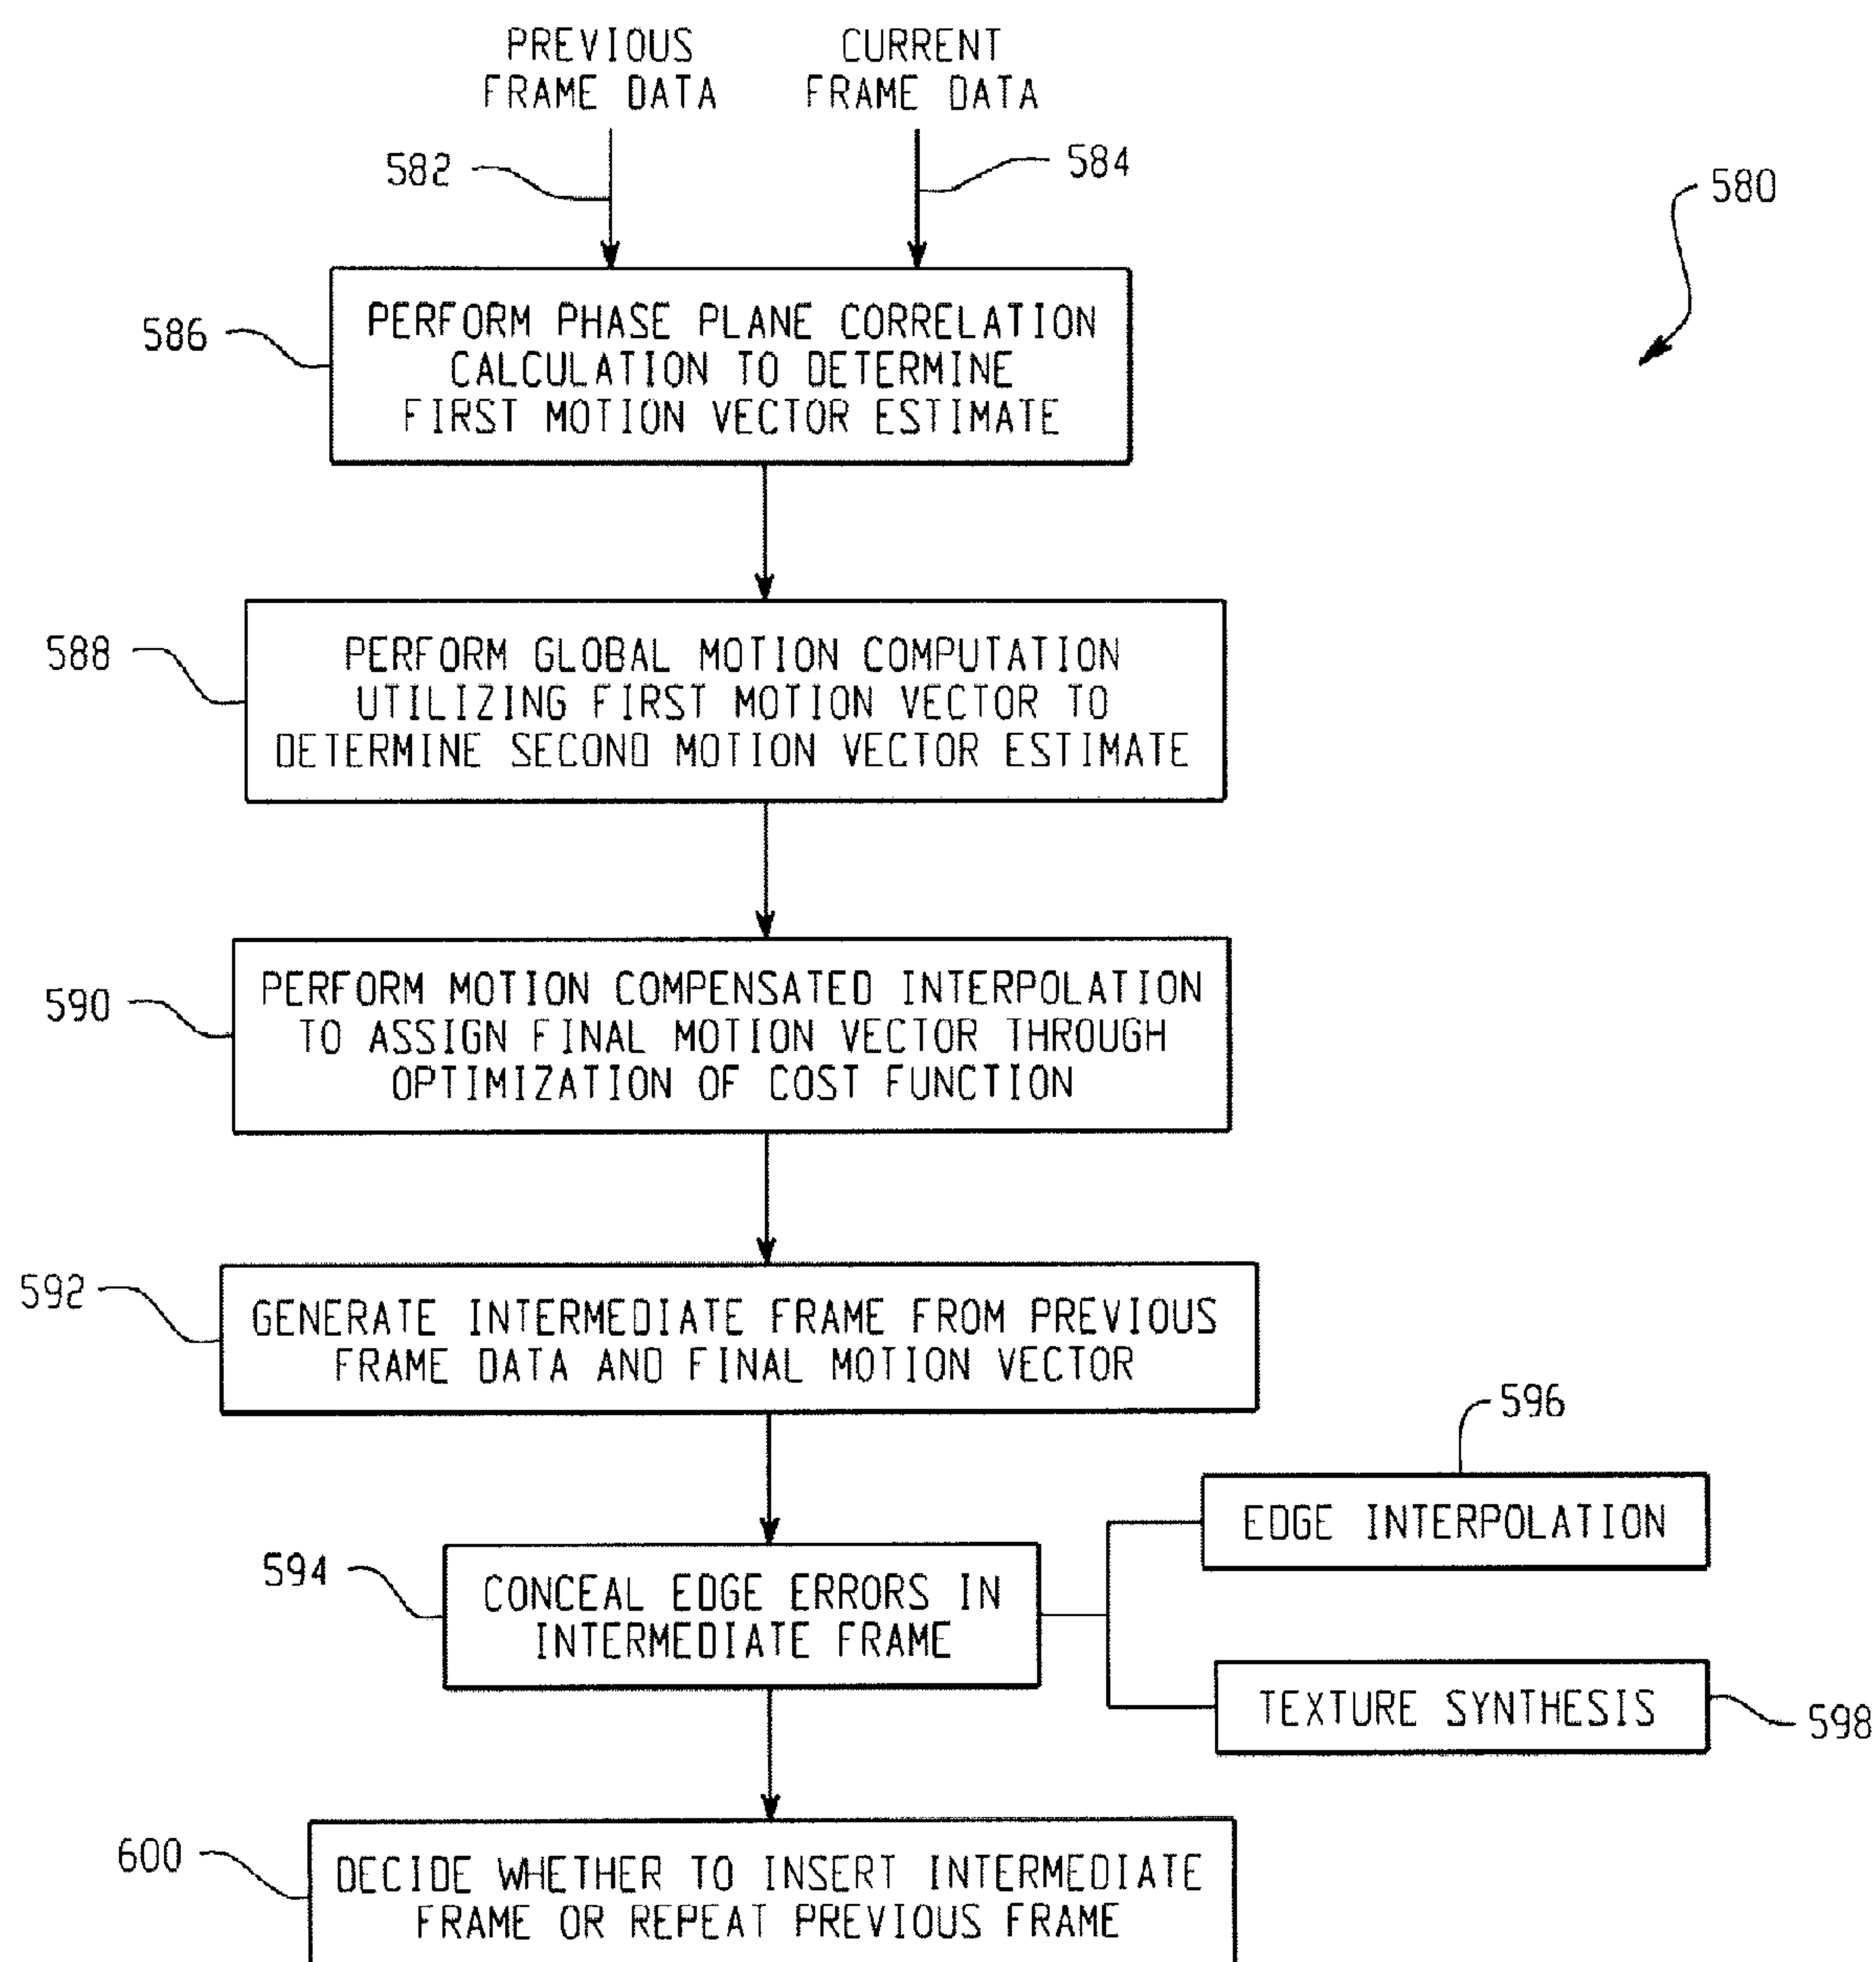 PREVIOUS
FRAME DATA
CURRENT
FRAME DATA
582
584
580
586
PERFORM PHASE PLANE CORRELATION
CALCULATION TO DETERMINE
FIRST MOTION VECTOR ESTIMATE
588
PERFORM GLOBAL MOTION COMPUTATION
UTILIZING FIRST MOTION VECTOR TO
DETERMINE SECOND MOTION VECTOR ESTIMATE
590
PERFORM MOTION COMPENSATED INTERPOLATION
TO ASSIGN FINAL MOTION VECTOR THROUGH
OPTIMIZATION OF COST FUNCTION
592
GENERATE INTERMEDIATE FRAME FROM PREVIOUS
FRAME DATA AND FINAL MOTION VECTOR
596
EDGE INTERPOLATION
594
CONCEAL EDGE ERRORS IN
INTERMEDIATE FRAME
TEXTURE SYNTHESIS
598
600
DECIDE WHETHER TO INSERT INTERMEDIATE
FRAME OR REPEAT PREVIOUS FRAME